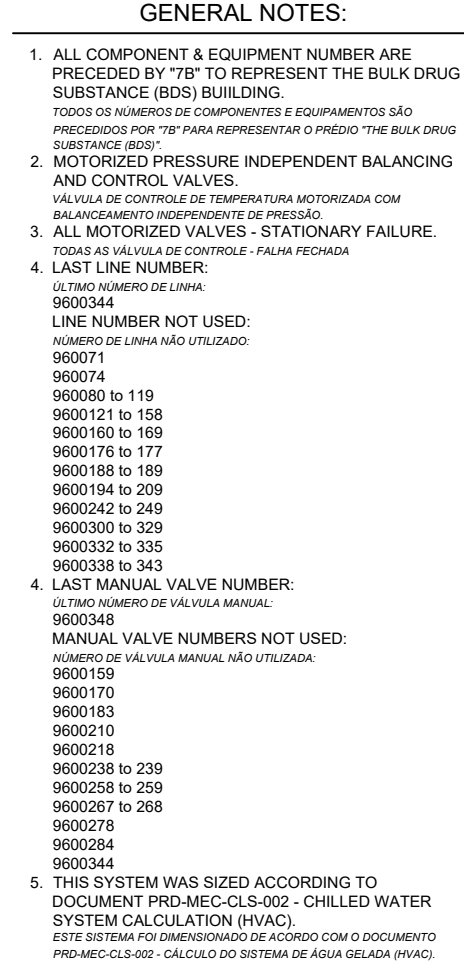 GENERAL NOTES:
1. ALL COMPONENT & EQUIPMENT NUMBER ARE
PRECEDED BY "7B" TO REPRESENT THE BULK DRUG
SUBSTANCE (BDS) BUIILDING.
TODOS OS NÚMEROS DE COMPONENTES E EQUIPAMENTOS SÃO
PRECEDIDOS POR "7B" PARA REPRESENTAR O PRÉDIO "THE BULK DRUG
SUBSTANCE (BDS)".
2. MOTORIZED PRESSURE INDEPENDENT BALANCING
AND CONTROL VALVES.
VÁLVULA DE CONTROLE DE TEMPERATURA MOTORIZADA COM
BALANCEAMENTO INDEPENDENTE DE PRESSÃO.
3. ALL MOTORIZED VALVES - STATIONARY FAILURE.
TODAS AS VÁLVULA DE CONTROLE - FALHA FECHADA
4. LAST LINE NUMBER:
ÚLTIMO NÚMERO DE LINHA:
9600344
LINE NUMBER NOT USED:
NÚMERO DE LINHA NÃO UTILIZADO:
960071
960074
960080 to 119
9600121 to 158
9600160 to 169
9600176 to 177
9600188 to 189
9600194 to 209
9600242 to 249
9600300 to 329
9600332 to 335
9600338 to 343
4. LAST MANUAL VALVE NUMBER:
ÚLTIMO NÚMERO DE VÁLVULA MANUAL:
9600348
MANUAL VALVE NUMBERS NOT USED:
NÚMERO DE VÁLVULA MANUAL NÃO UTILIZADA:
9600159
9600170
9600183
9600210
9600218
9600238 to 239
9600258 to 259
9600267 to 268
9600278
9600284
9600344
5. THIS SYSTEM WAS SIZED ACCORDING TO
DOCUMENT PRD-MEC-CLS-002 - CHILLED WATER
SYSTEM CALCULATION (HVAC).
ESTE SISTEMA FOI DIMENSIONADO DE ACORDO COM O DOCUMENTO
PRD-MEC-CLS-002 - CÁLCULO DO SISTEMA DE ÁGUA GELADA (HVAC).